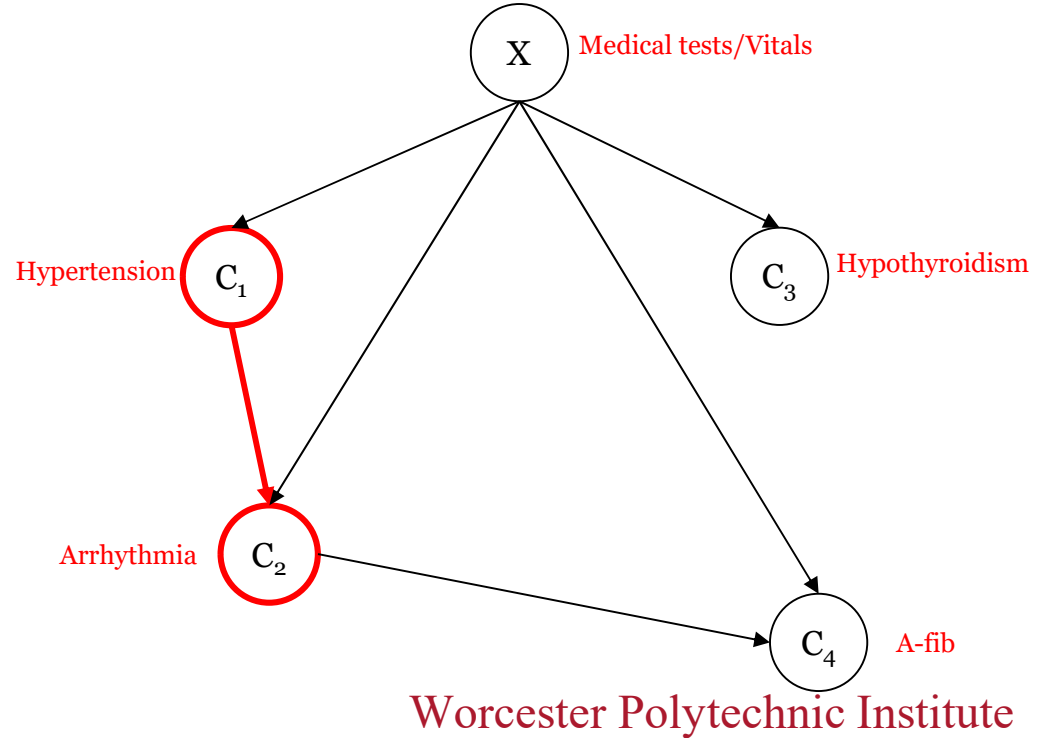 X Medical tests/Vitals
Hypertension C1
C3 Hypothyroidism
Arrhythmia C2
C4 A-fib
Worcester Polytechnic Institute